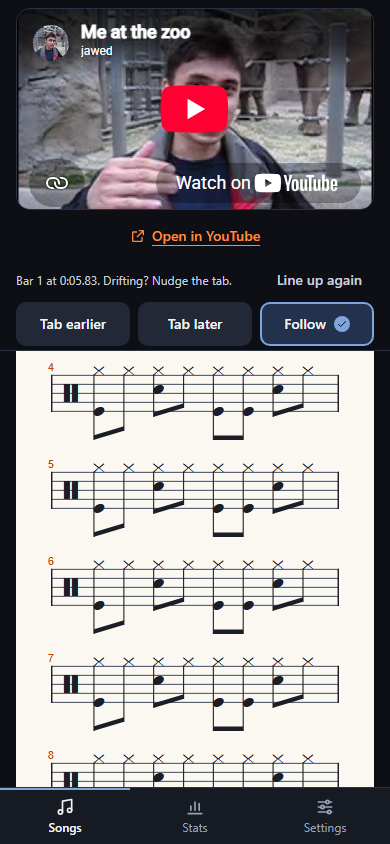 Me at the zoo
jawed
Watch on YouTube
Open in YouTube
Bar 1 at 0:05.83. Drifting? Nudge the tab.
Line up again
Tab earlier
Tab later
Follow
4
5
6
7
8
Songs
Stats
Settings